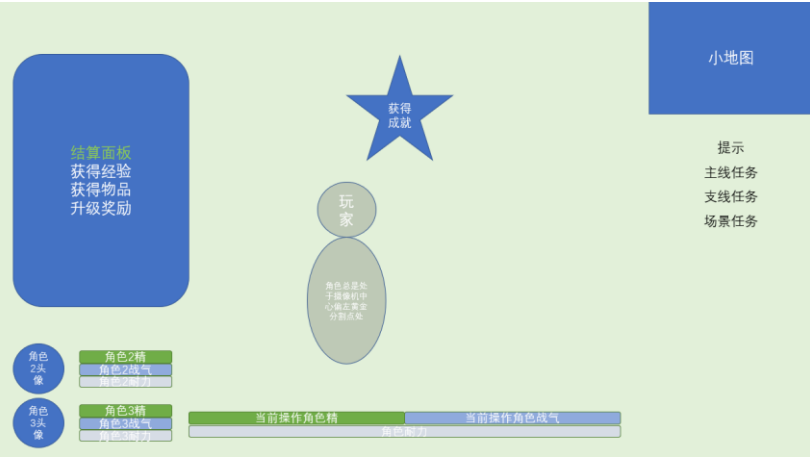 小地图
获得
成就
结算面板
获得经验
获得物品
升级奖励
提示
主线任务
支线任务
场景任务
玩
家
角色总是处
于摄像机中
心偏左黄金
分割点处
角色
2头
像
角色2精
角色2战气
角色2耐力
角色
3头
像
角色3精
角色3战气
角色3耐力
当前操作角色精
当前操作角色战气
角色耐力